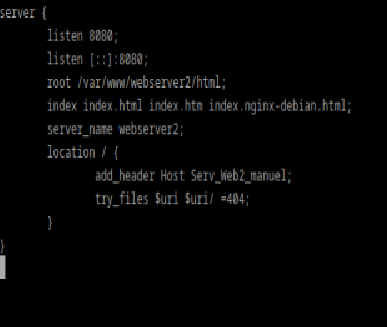 server {
listen 8080;
listen [::]:8080;
root /var/www/webserver2/html;
index index.html index.htm index.nginx-debian.html;
server_name webserver2;
location / {
add_header Host Serv_Web2_manuel;
try_files $uri $uri/ =404;
}
}